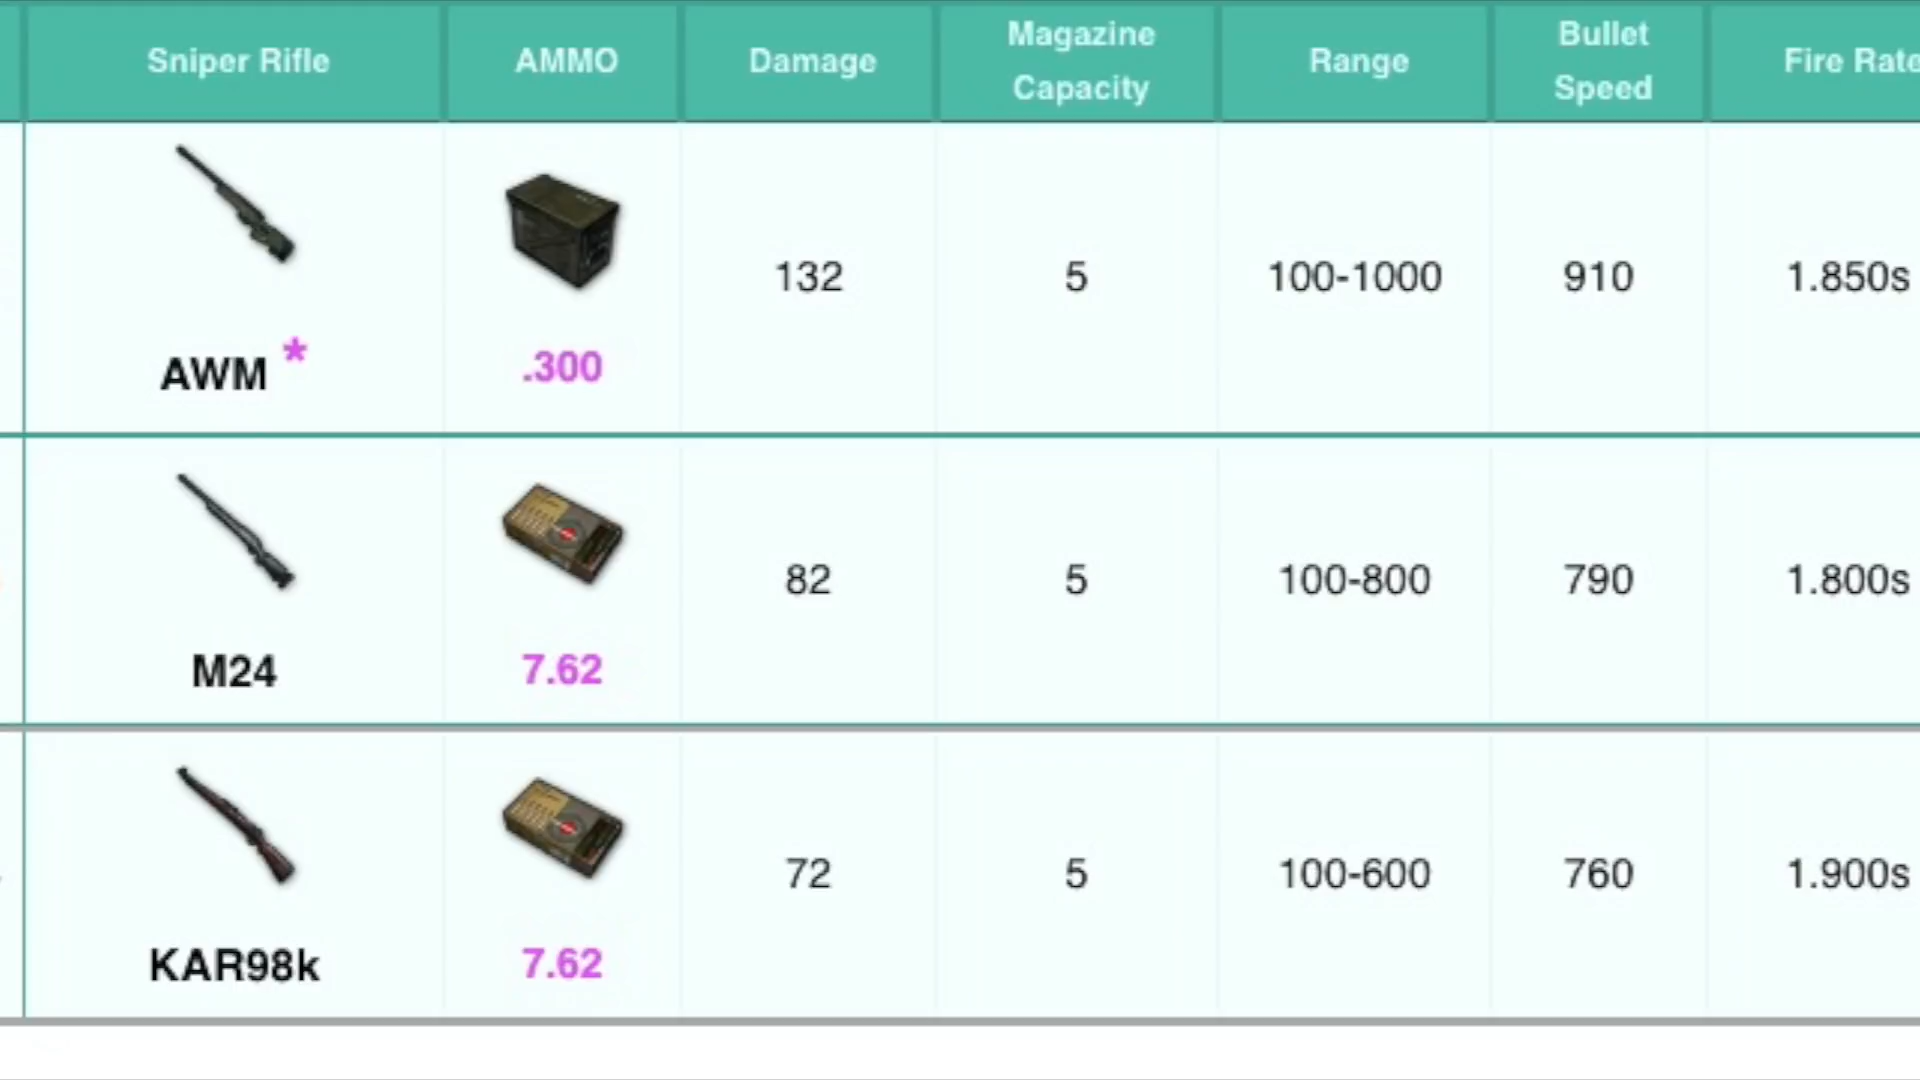 Sniper Rifle AMMO Damage Magazine Capacity Range Bullet Speed Fire Rate
AWM * .300 132 5 100-1000 910 1.850s
M24 7.62 82 5 100-800 790 1.800s
KAR98k 7.62 72 5 100-600 760 1.900s